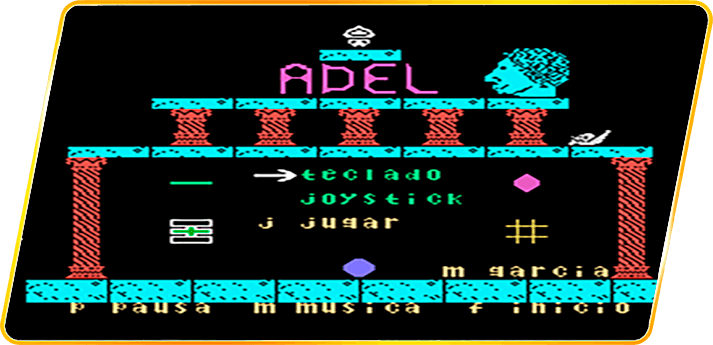 ADEL
teclado
joystick
j jugar
m garcia
p pausa m musica f inicio